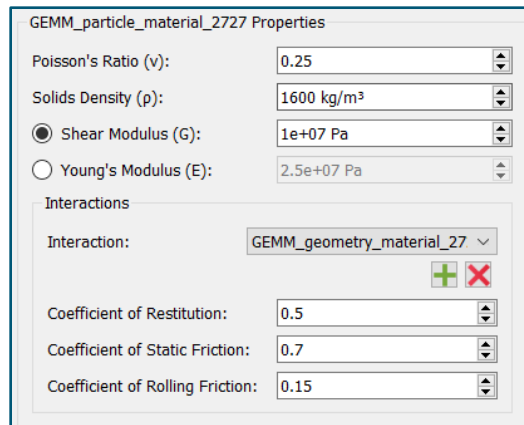 GEMM_particle_material_2727 Properties
Poisson's Ratio (ν): 0.25
Solids Density (ρ): 1600 kg/m³
Shear Modulus (G): 1e+07 Pa
Young's Modulus (E): 2.5e+07 Pa
Interactions
Interaction: GEMM_geometry_material_27
Coefficient of Restitution: 0.5
Coefficient of Static Friction: 0.7
Coefficient of Rolling Friction: 0.15